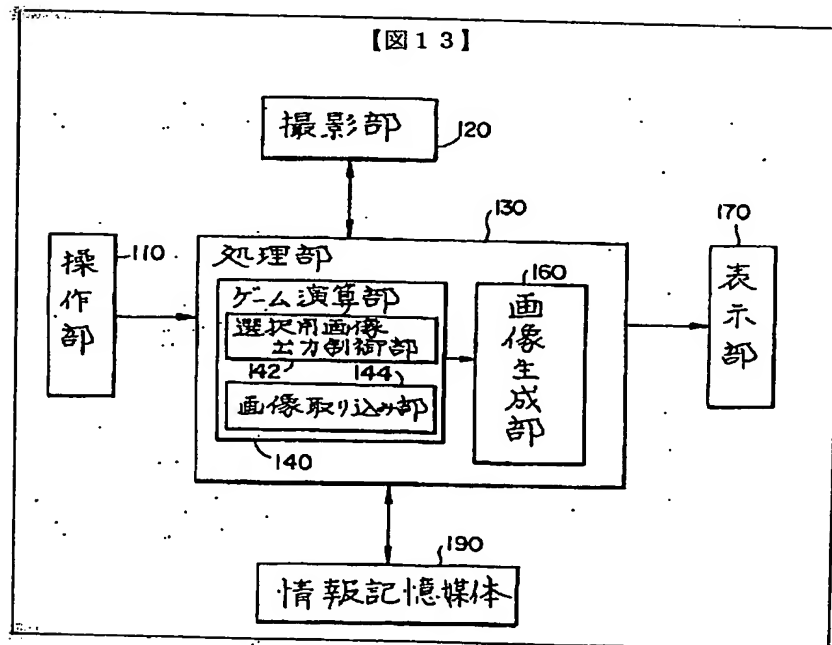 【図13】
撮影部
120
130
170
110
操作部
処理部
160
ゲーム演算部
選択用画像
出力制御部
142
144
画像取り込み部
140
画像生成部
表示部
190
情報記憶媒体